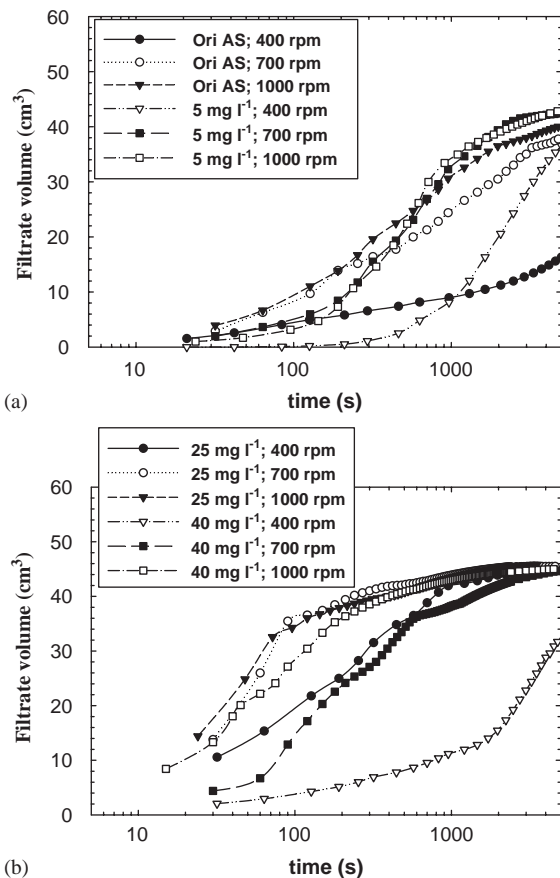 60
50
40
30
20
10
0
Filtrate volume (cm³)
Ori AS; 400 rpm
Ori AS; 700 rpm
Ori AS; 1000 rpm
5 mg l⁻¹; 400 rpm
5 mg l⁻¹; 700 rpm
5 mg l⁻¹; 1000 rpm
10 100 1000
(a) time (s)
25 mg l⁻¹; 400 rpm
25 mg l⁻¹; 700 rpm
25 mg l⁻¹; 1000 rpm
40 mg l⁻¹; 400 rpm
40 mg l⁻¹; 700 rpm
40 mg l⁻¹; 1000 rpm
60
50
40
30
20
10
0
Filtrate volume (cm³)
10 100 1000
(b) time (s)